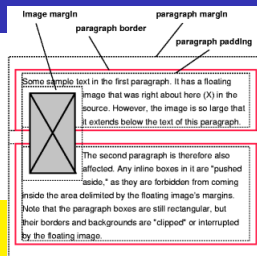 Image margin
paragraph margin
paragraph border
paragraph padding
Some sample text in the first paragraph. It has a floating
image that was right about here (X) in the
source. However, the image is so large that
it extends below the text of this paragraph.
The second paragraph is therefore also
affected. Any inline boxes in it are "pushed
aside," as they are forbidden from coming
inside the area delimited by the floating image's margins.
Note that the paragraph boxes are still rectangular, but
their borders and backgrounds are "clipped" or interrupted
by the floating image.